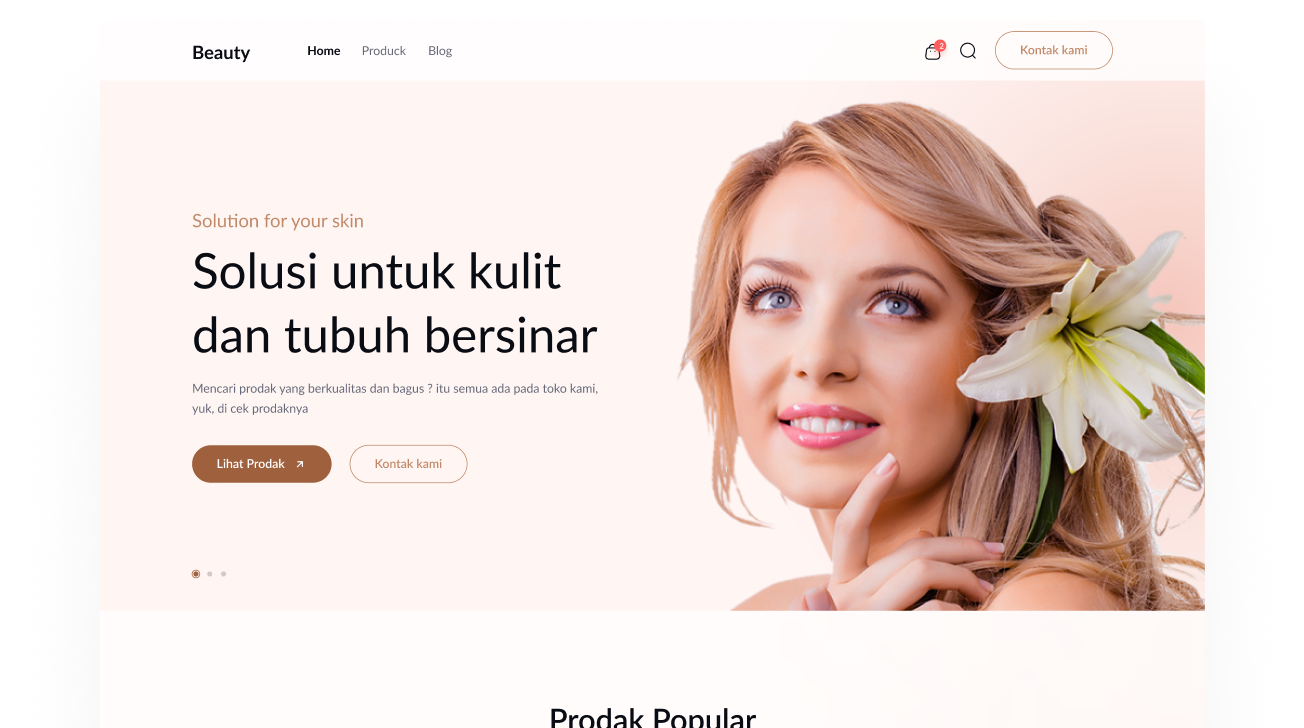 Beauty
Home
Produck
Blog
2
Kontak kami
Solution for your skin
Solusi untuk kulit
dan tubuh bersinar
Mencari prodak yang berkualitas dan bagus ? itu semua ada pada toko kami,
yuk, di cek prodaknya
Lihat Prodak
Kontak kami
Prodak Popular